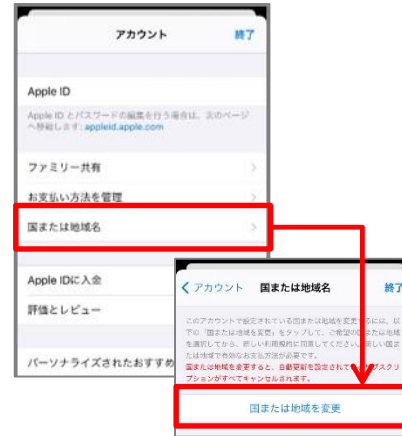 アカウント
終了
Apple ID
Apple ID とパスワードの編集を行う場合は、次のページ
へ移動します: appleid.apple.com
ファミリー共有
お支払い方法を管理
国または地域名
Apple IDに入金
評価とレビュー
パーソナライズされたおすすめ
アカウント
国または地域名
終了
このアカウントで設定されている国または地域を変更するには、以
下の「国または地域を変更」をタップして、ご希望の国または地域
を選択してから、新しい利用規約に同意してください。新しい国ま
たは地域で有効なお支払方法が必要です。
国または地域を変更すると、自動更新を設定されているサブスクリ
プションがすべてキャンセルされます。
国または地域を変更